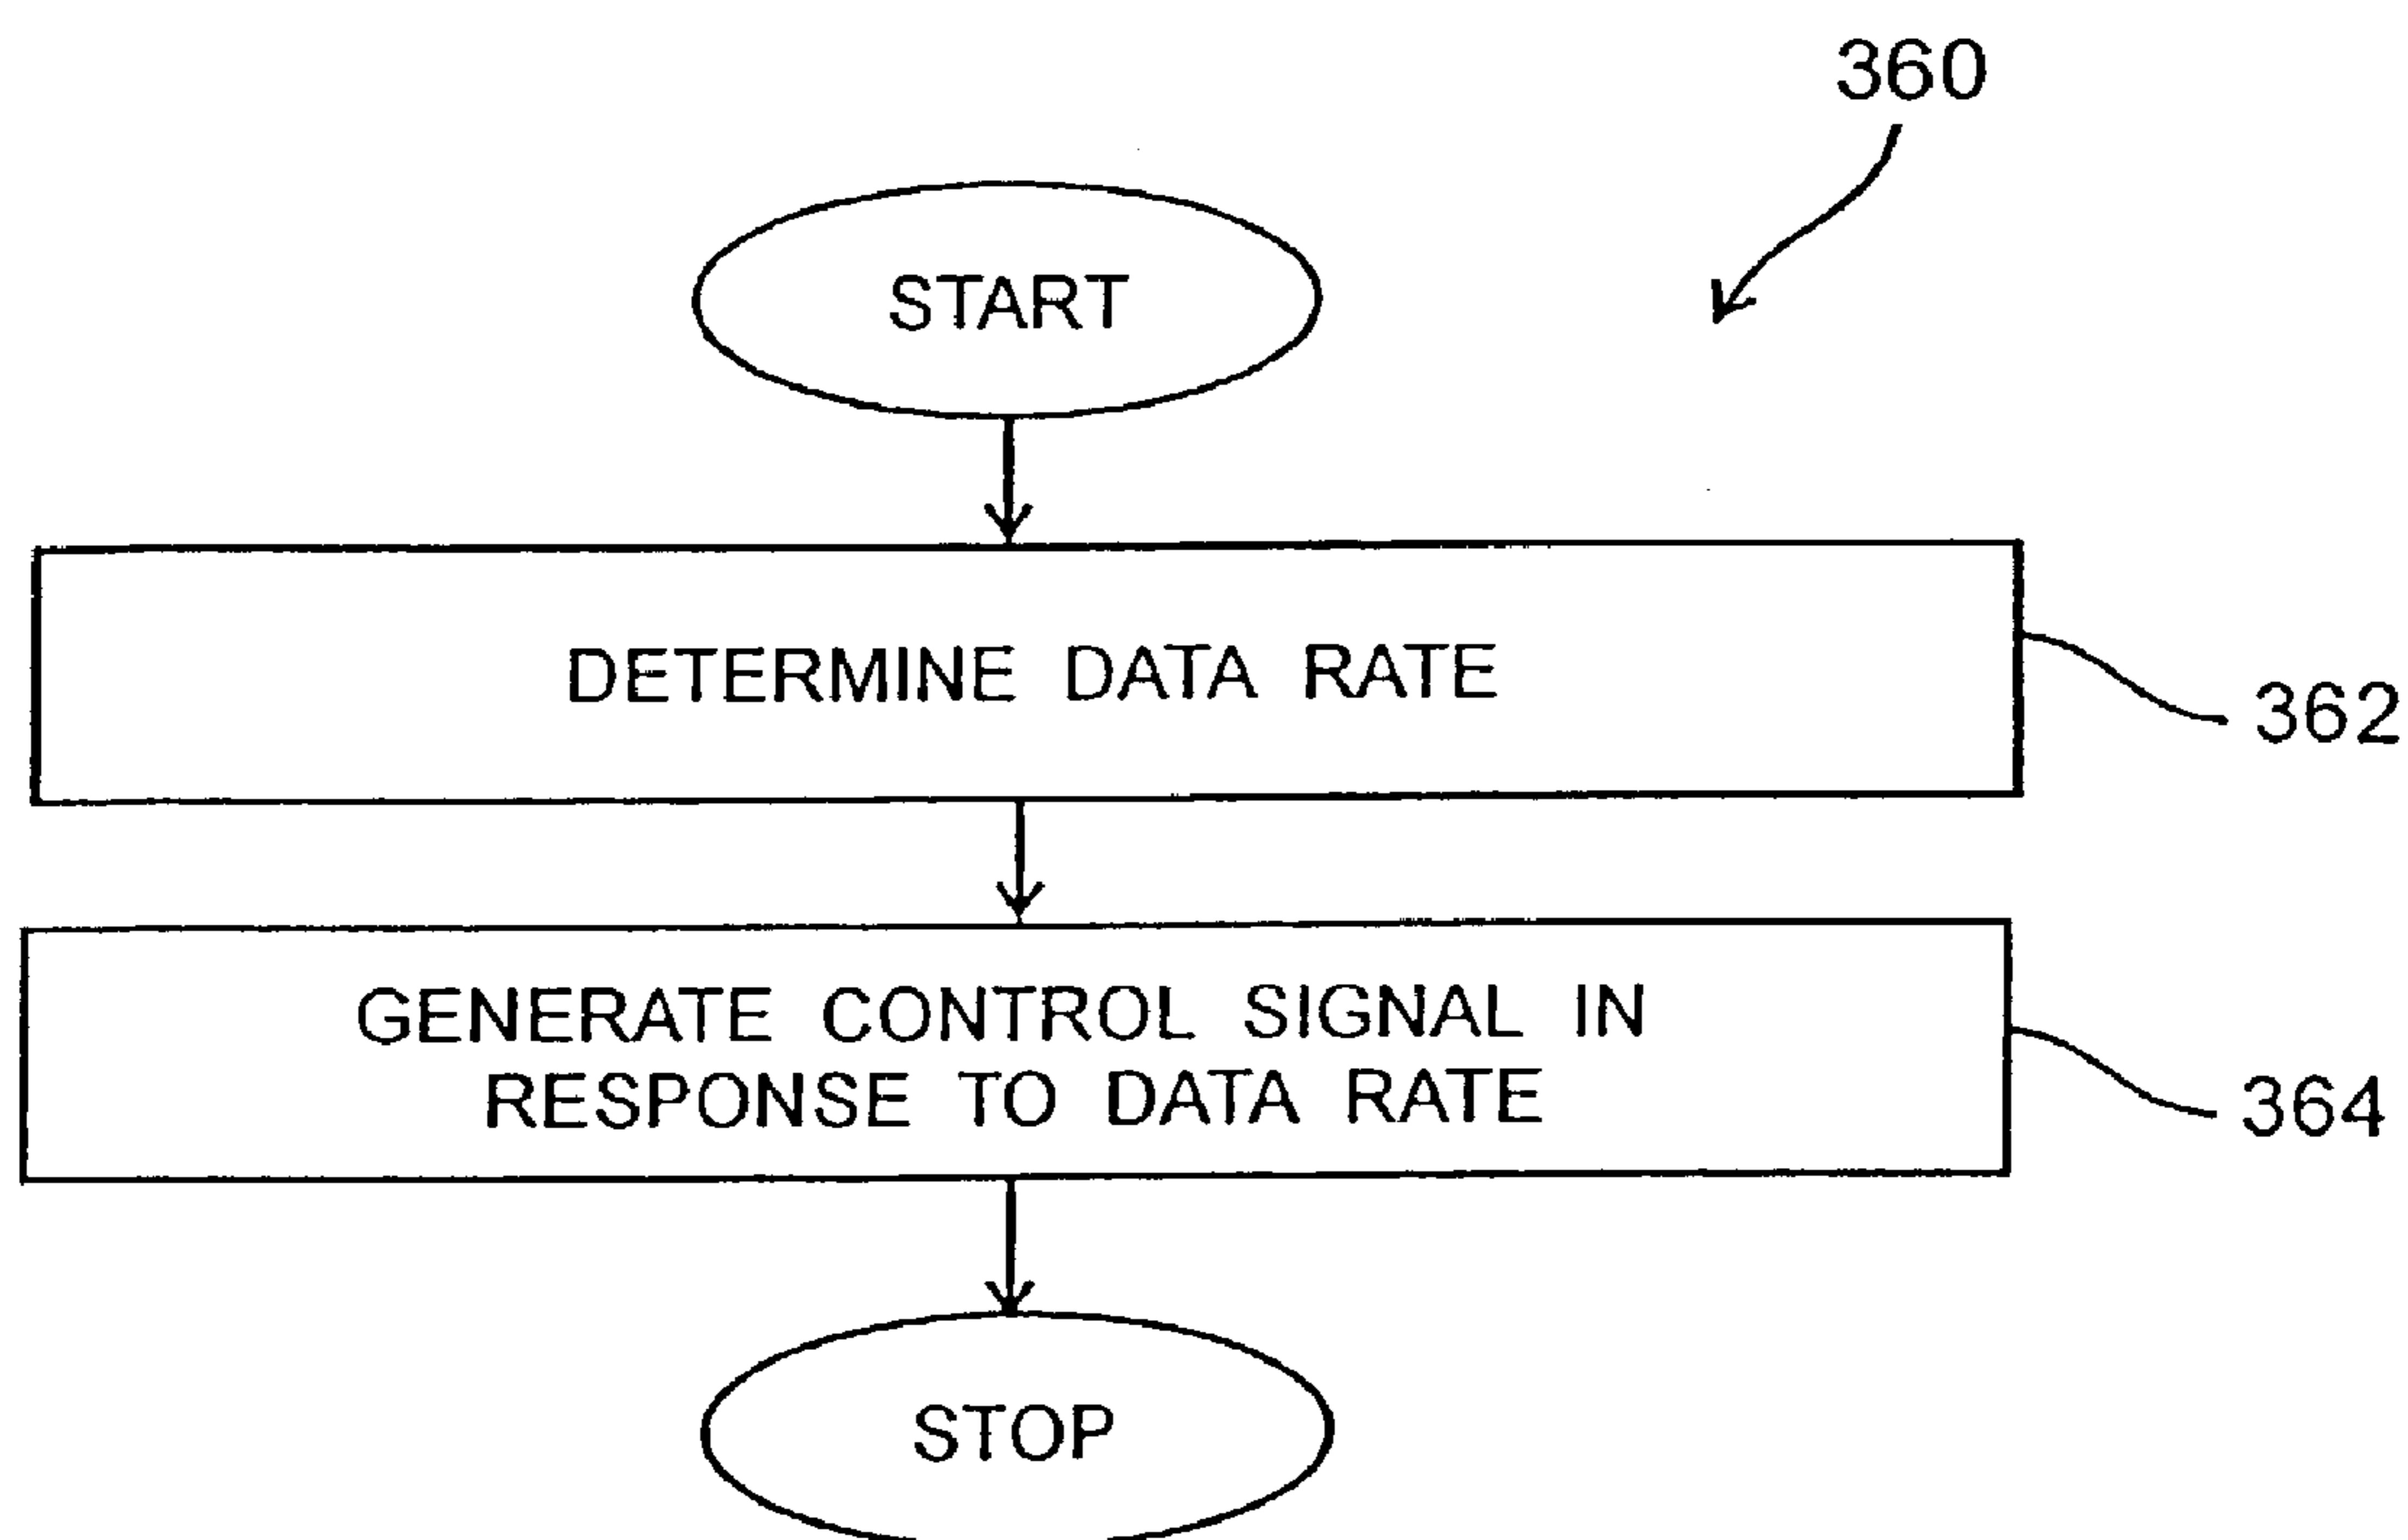 360
START
DETERMINE DATA RATE
362
GENERATE CONTROL SIGNAL IN
RESPONSE TO DATA RATE
364
STOP